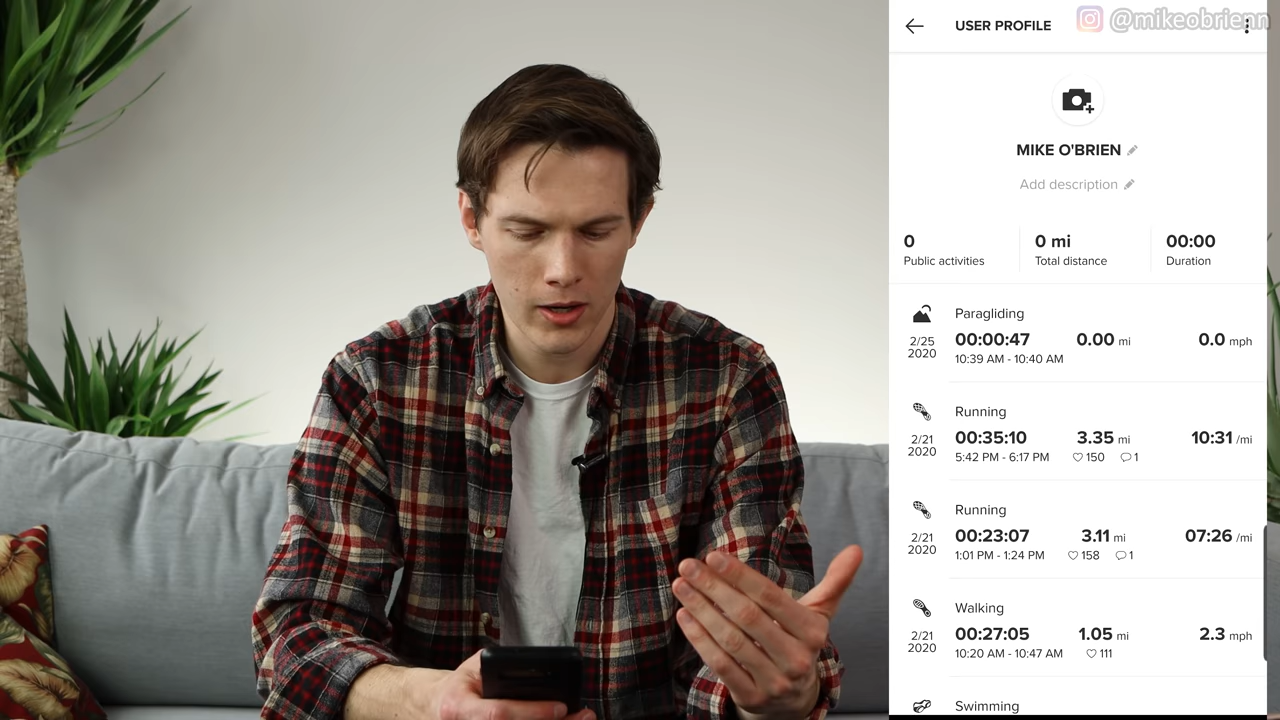 USER PROFILE
@mikeobrienn
MIKE O'BRIEN
Add description
0
Public activities
0 mi
Total distance
00:00
Duration
Paragliding
2/25
2020
00:00:47 0.00 mi 0.0 mph
10:39 AM - 10:40 AM
Running
2/21
2020
00:35:10 3.35 mi 10:31 /mi
5:42 PM - 6:17 PM 150 1
Running
2/21
2020
00:23:07 3.11 mi 07:26 /mi
1:01 PM - 1:24 PM 158 1
Walking
2/21
2020
00:27:05 1.05 mi 2.3 mph
10:20 AM - 10:47 AM 111
Swimming